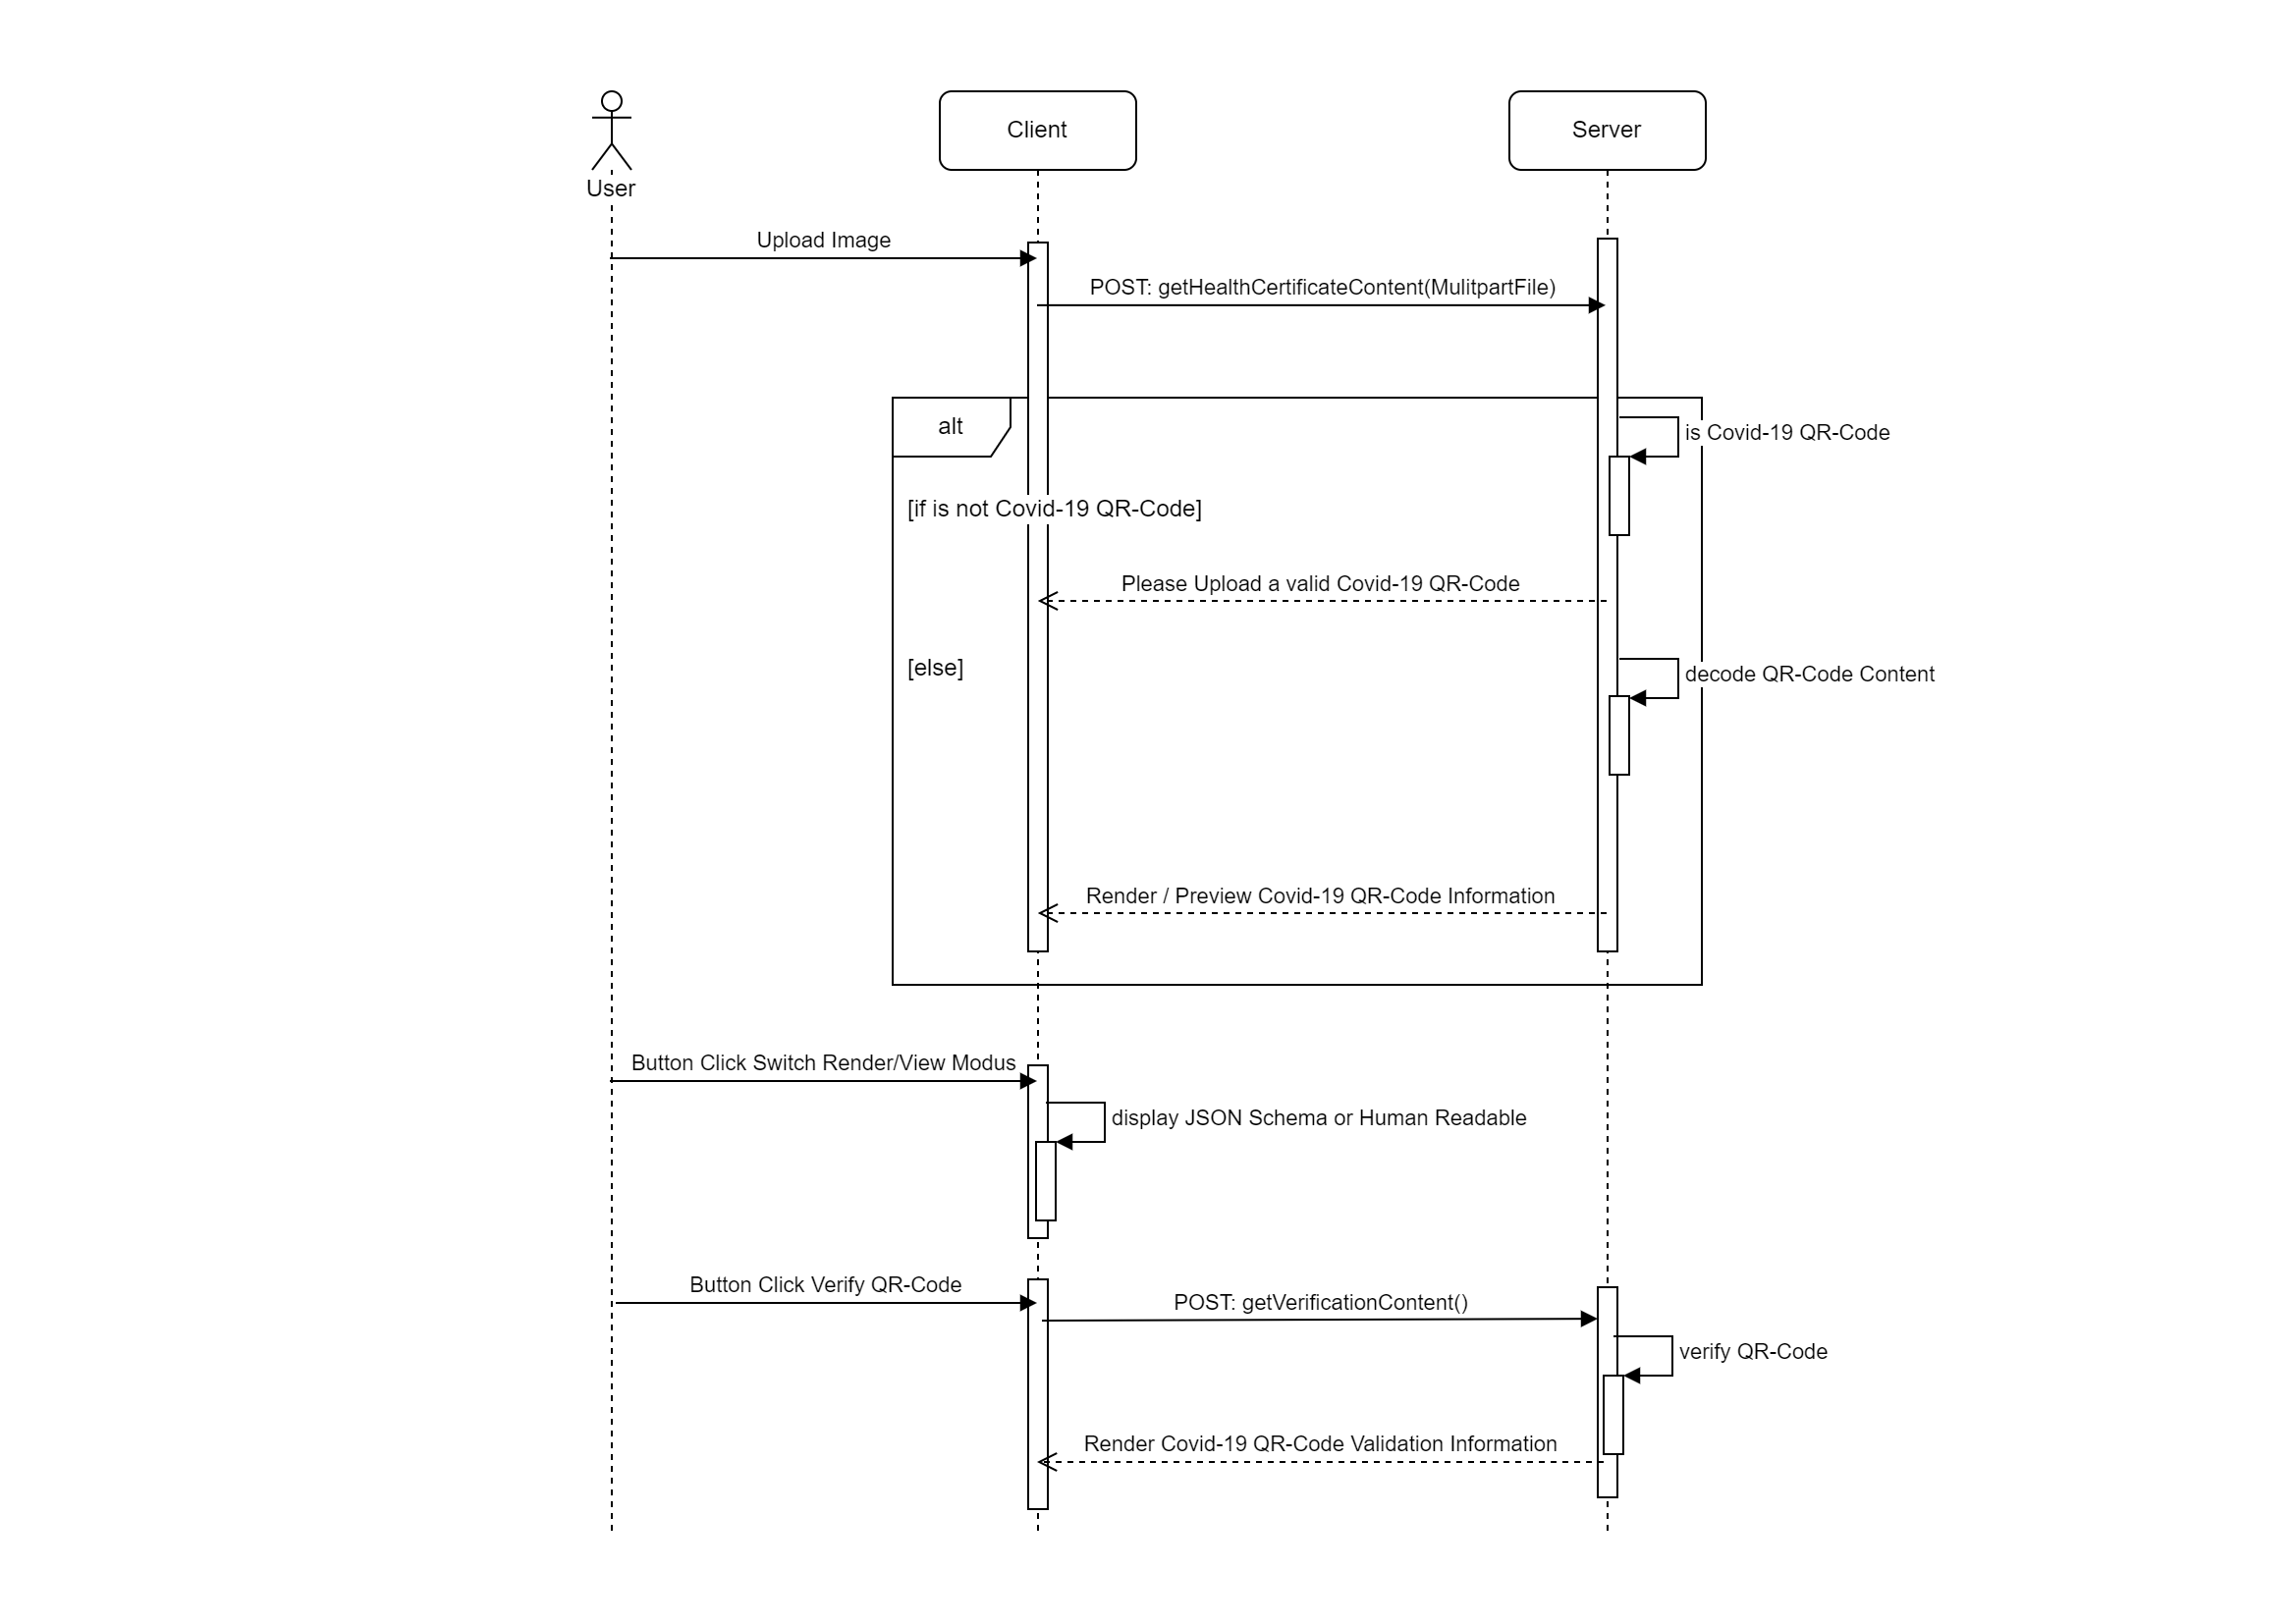 Client
Server
User
Upload Image
POST: getHealthCertificateContent(MulitpartFile)
alt
is Covid-19 QR-Code
[if is not Covid-19 QR-Code]
Please Upload a valid Covid-19 QR-Code
[else]
decode QR-Code Content
Render / Preview Covid-19 QR-Code Information
Button Click Switch Render/View Modus
display JSON Schema or Human Readable
Button Click Verify QR-Code
POST: getVerificationContent()
verify QR-Code
Render Covid-19 QR-Code Validation Information